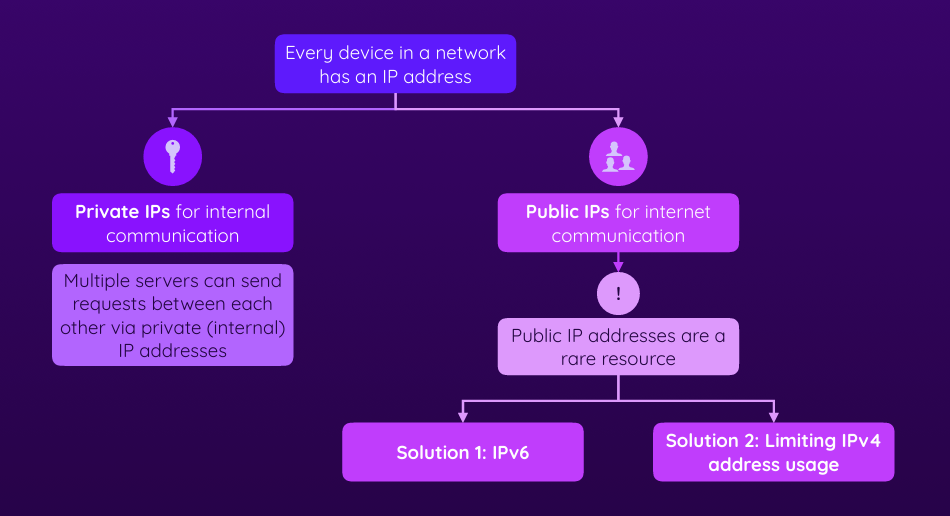 Every device in a network
has an IP address
Private IPs for internal
communication
Multiple servers can send
requests between each
other via private (internal)
IP addresses
Public IPs for internet
communication
!
Public IP addresses are a
rare resource
Solution 1: IPv6
Solution 2: Limiting IPv4
address usage